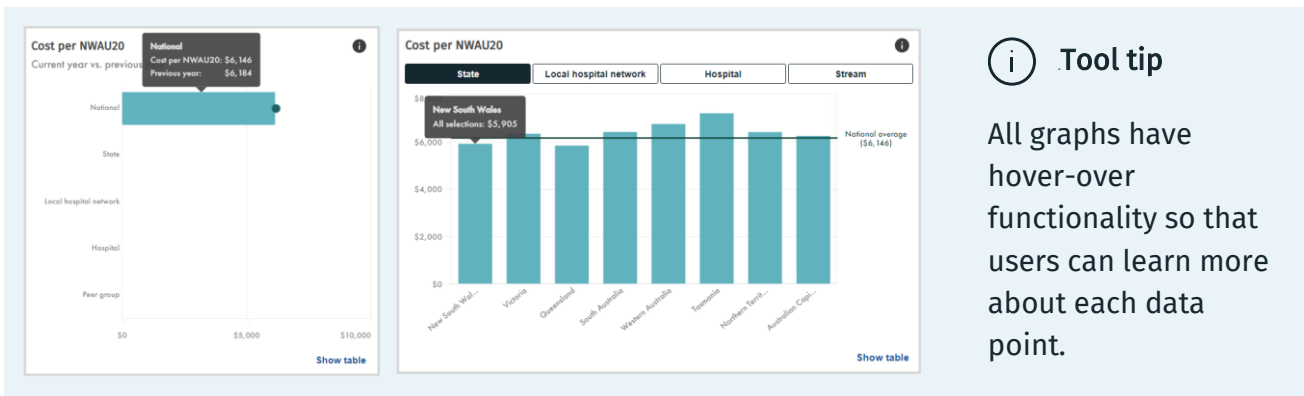 Cost per NWAU20
Current year vs. previous
National
Cost per NWAU20: $6,146
Previous year: $6,184
National
State
Local hospital network
Hospital
Peer group
$0
$5,000
$10,000
Show table
Cost per NWAU20
State
Local hospital network
Hospital
Stream
$8
New South Wales
All selections: $5,905
National average
($6,146)
$6,000
$4,000
$2,000
$0
New South Wal...
Victoria
Queensland
South Australia
Western Australia
Tasmania
Northern Territ...
Australian Capi...
Show table
i
Tool tip
All graphs have
hover-over
functionality so that
users can learn more
about each data
point.